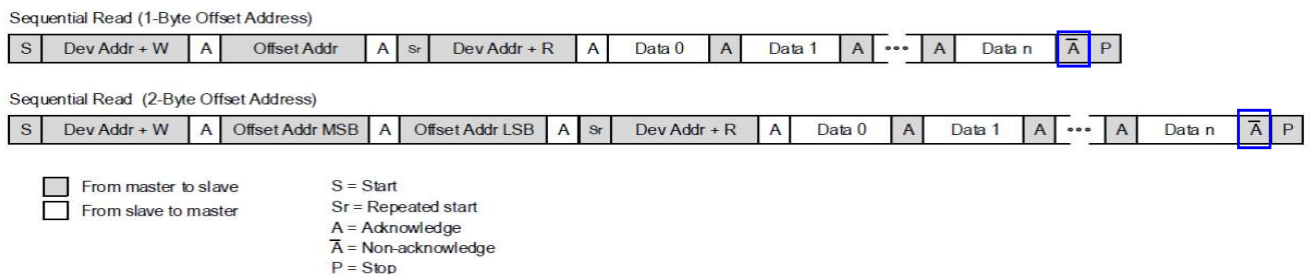 Sequential Read (1-Byte Offset Address)
S Dev Addr + W A Offset Addr A Sr Dev Addr + R A Data 0 A Data 1 A ••• A Data n A̅ P
Sequential Read (2-Byte Offset Address)
S Dev Addr + W A Offset Addr MSB A Offset Addr LSB A Sr Dev Addr + R A Data 0 A Data 1 A ••• A Data n A̅ P
From master to slave
From slave to master
S = Start
Sr = Repeated start
A = Acknowledge
A̅ = Non-acknowledge
P = Stop